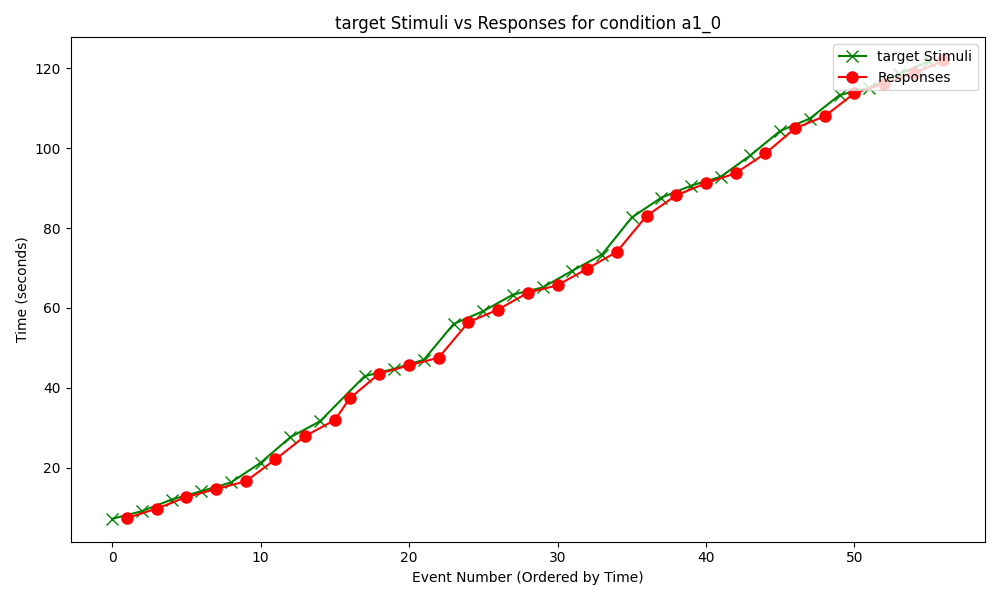 target Stimuli vs Responses for condition a1_0
target Stimuli
Responses
Time (seconds)
120
100
80
60
40
20
0
10
20
30
40
50
Event Number (Ordered by Time)